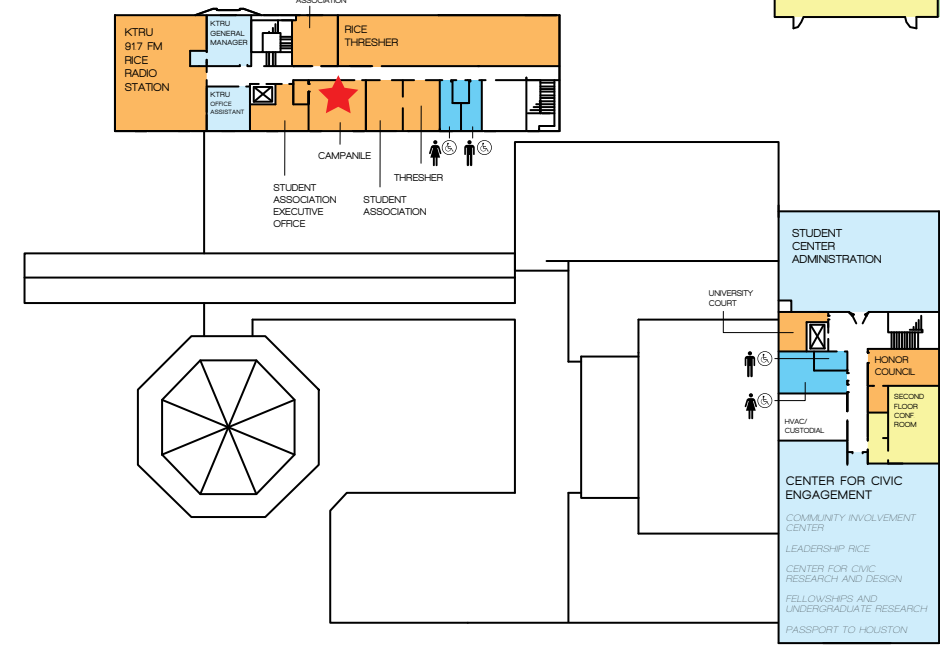 ASSOCIATION
KTRU
917 FM
RICE
RADIO
STATION
KTRU
GENERAL
MANAGER
RICE
THRESHER
KTRU
OFFICE
ASSISTANT
CAMPANILE
THRESHER
STUDENT
ASSOCIATION
EXECUTIVE
OFFICE
STUDENT
ASSOCIATION
STUDENT
CENTER
ADMINISTRATION
UNIVERSITY
COURT
HONOR
COUNCIL
SECOND
FLOOR
CONF
ROOM
HVAC/
CUSTODIAL
CENTER FOR CIVIC
ENGAGEMENT
COMMUNITY INVOLVEMENT
CENTER
LEADERSHIP RICE
CENTER FOR CIVIC
RESEARCH AND DESIGN
FELLOWSHIPS AND
UNDERGRADUATE RESEARCH
PASSPORT TO HOUSTON